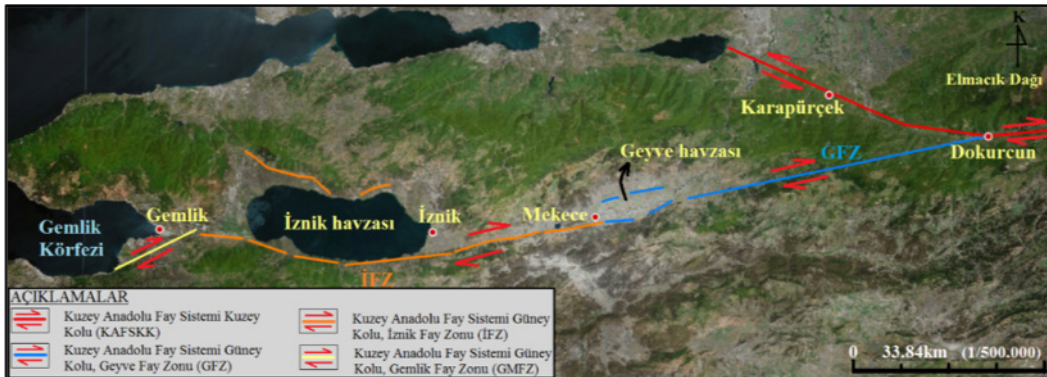 K
Elmacık Dağı
Karapürçek
Dokurcun
Geyve havzası
GFZ
Mekece
Gemlik
Gemlik
Körfezi
İznik havzası
İznik
İFZ
AÇIKLAMALAR
Kuzey Anadolu Fay Sistemi Kuzey
Kolu (KAFSKK)
Kuzey Anadolu Fay Sistemi Güney
Kolu, Geyve Fay Zonu (GFZ)
Kuzey Anadolu Fay Sistemi Güney
Kolu, İznik Fay Zonu (İFZ)
Kuzey Anadolu Fay Sistemi Güney
Kolu, Gemlik Fay Zonu (GMFZ)
0 33.84km (1/500.000)